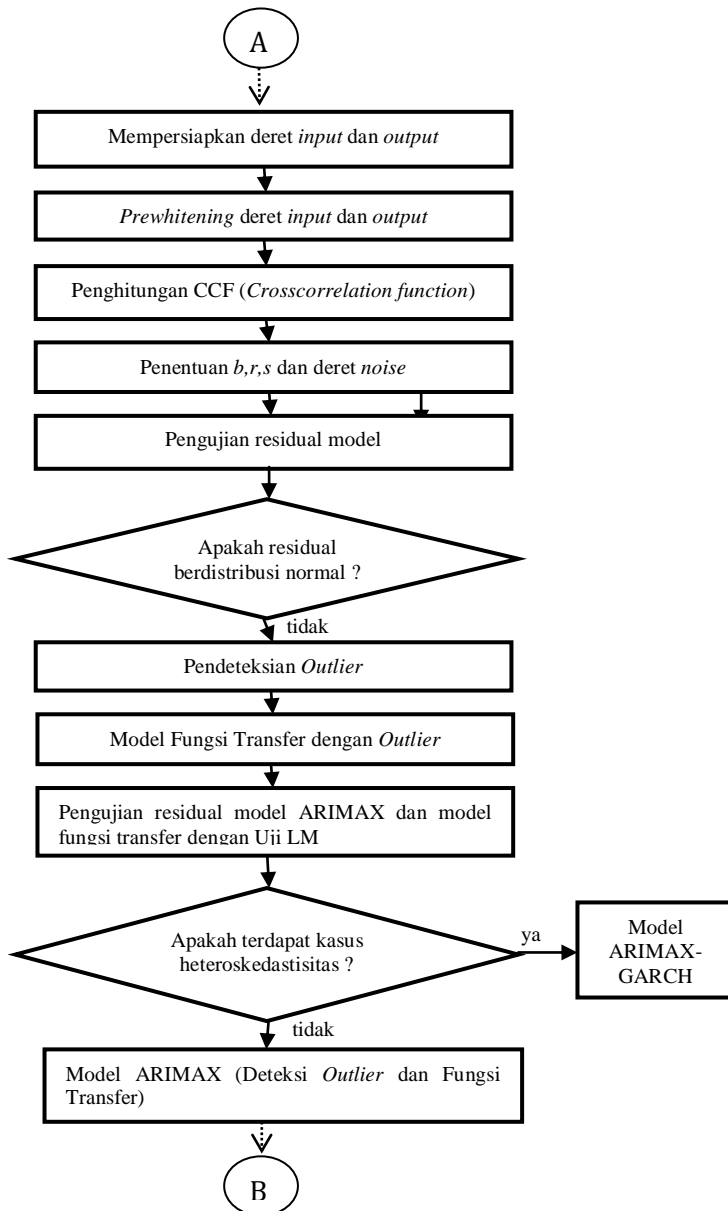 A
Mempersiapkan deret input dan output
Prewhitening deret input dan output
Penghitungan CCF (Crosscorrelation function)
Penentuan b,r,s dan deret noise
Pengujian residual model
Apakah residual
berdistribusi normal ?
tidak
Pendeteksian Outlier
Model Fungsi Transfer dengan Outlier
Pengujian residual model ARIMAX dan model
fungsi transfer dengan Uji LM
Apakah terdapat kasus
heteroskedastisitas ?
ya
Model
ARIMAX-
GARCH
tidak
Model ARIMAX (Deteksi Outlier dan Fungsi
Transfer)
B